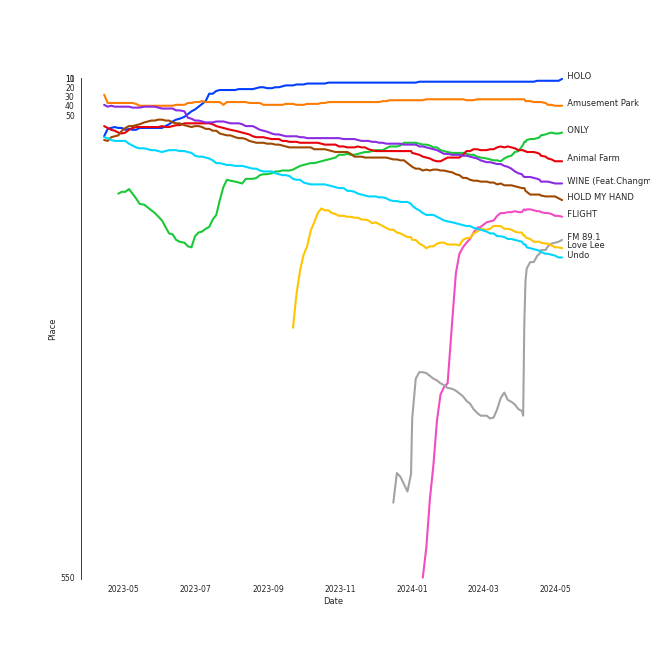 1
10
20
30
40
50
550
Place
2023-05
2023-07
2023-09
2023-11
2024-01
2024-03
2024-05
Date
HOLO
Amusement Park
ONLY
Animal Farm
WINE (Feat.Changm
HOLD MY HAND
FLIGHT
FM 89.1
Love Lee
Undo